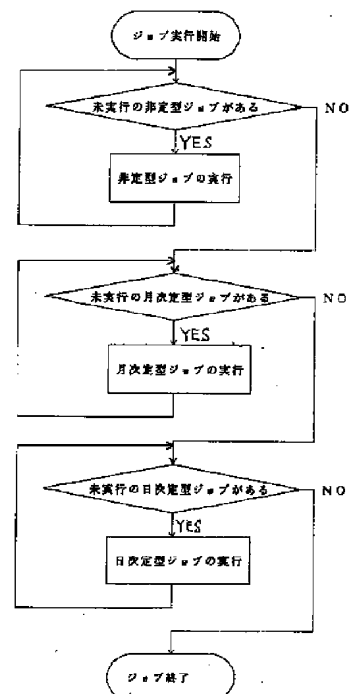 ジョブ実行開始
未実行の非定型ジョブがある
NO
YES
非定型ジョブの実行
未実行の月次定型ジョブがある
NO
YES
月次定型ジョブの実行
未実行の日次定型ジョブがある
NO
YES
日次定型ジョブの実行
ジョブ終了